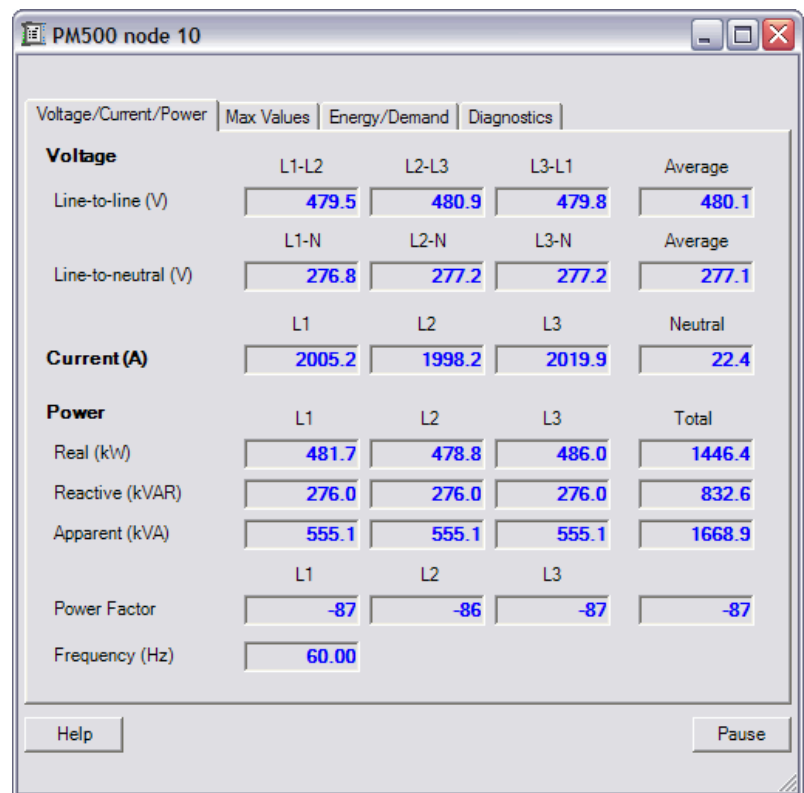 PM500 node 10
Voltage/Current/Power Max Values Energy/Demand Diagnostics
Voltage L1-L2 L2-L3 L3-L1 Average
Line-to-line (V) 479.5 480.9 479.8 480.1
L1-N L2-N L3-N Average
Line-to-neutral (V) 276.8 277.2 277.2 277.1
L1 L2 L3 Neutral
Current (A) 2005.2 1998.2 2019.9 22.4
Power L1 L2 L3 Total
Real (kW) 481.7 478.8 486.0 1446.4
Reactive (kVAR) 276.0 276.0 276.0 832.6
Apparent (kVA) 555.1 555.1 555.1 1668.9
L1 L2 L3
Power Factor -87 -86 -87 -87
Frequency (Hz) 60.00
Help Pause